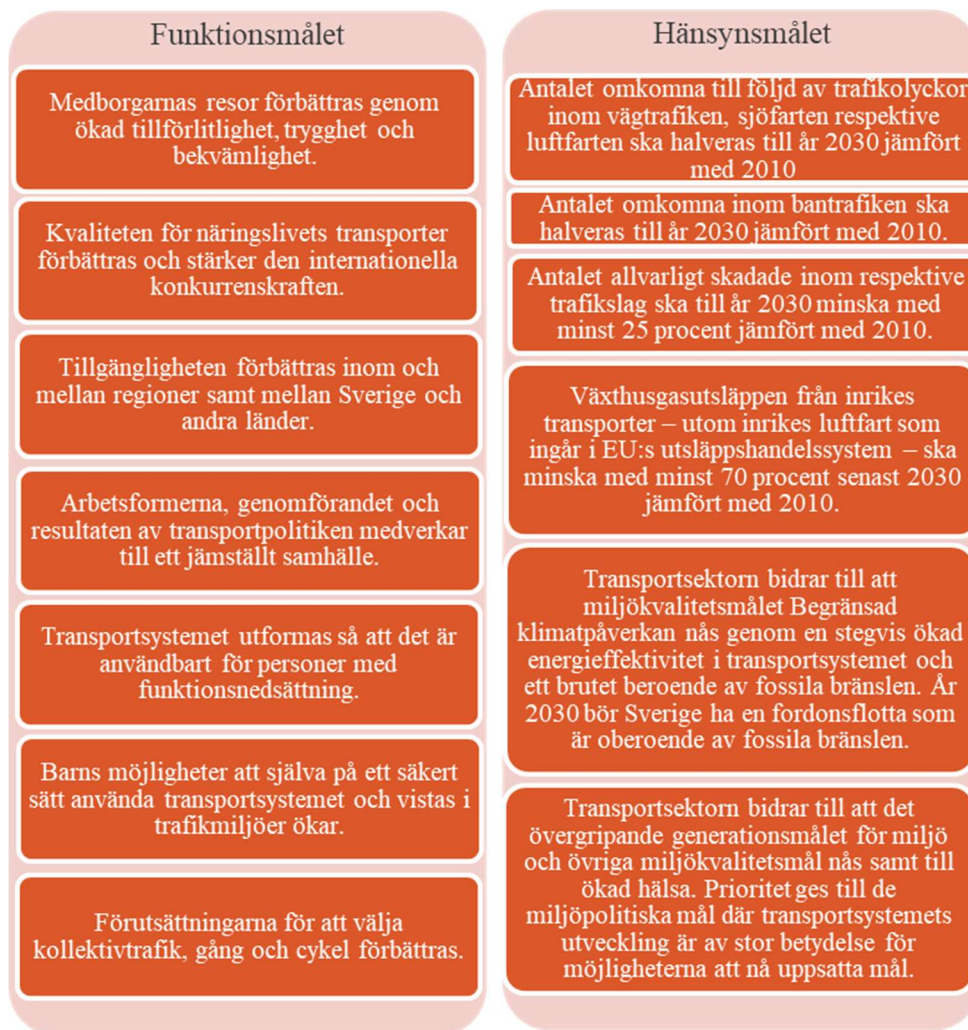 Funktionsmålet
Medborgarnas resor förbättras genom
ökad tillförlitlighet, trygghet och
bekvämlighet.
Kvaliteten för näringslivets transporter
förbättras och stärker den internationella
konkurrenskraften.
Tillgängligheten förbättras inom och
mellan regioner samt mellan Sverige och
andra länder.
Arbetsformerna, genomförandet och
resultaten av transportpolitiken medverkar
till ett jämställt samhälle.
Transportsystemet utformas så att det är
användbart för personer med
funktionsnedsättning.
Barns möjligheter att själva på ett säkert
sätt använda transportsystemet och vistas i
trafikmiljöer ökar.
Förutsättningarna för att välja
kollektivtrafik, gång och cykel förbättras.
Hänsynsmålet
Antalet omkomna till följd av trafikolyckor
inom vägtrafiken, sjöfarten respektive
luftfarten ska halveras till år 2030 jämfört
med 2010
Antalet omkomna inom bantrafiken ska
halveras till år 2030 jämfört med 2010.
Antalet allvarligt skadade inom respektive
trafikslag ska till år 2030 minska med
minst 25 procent jämfört med 2010.
Växthusgasutsläppen från inrikes
transporter – utom inrikes luftfart som
ingår i EU:s utsläppshandelssystem – ska
minska med minst 70 procent senast 2030
jämfört med 2010.
Transportsektorn bidrar till att
miljökvalitetsmålet Begränsad
klimatpåverkan nås genom en stegvis ökad
energieffektivitet i transportsystemet och
ett brutet beroende av fossila bränslen. År
2030 bör Sverige ha en fordonsflotta som
är oberoende av fossila bränslen.
Transportsektorn bidrar till att det
övergripande generationsmålet för miljö
och övriga miljökvalitetsmål nås samt till
ökad hälsa. Prioritet ges till de
miljöpolitiska mål där transportsystemets
utveckling är av stor betydelse för
möjligheterna att nå uppsatta mål.